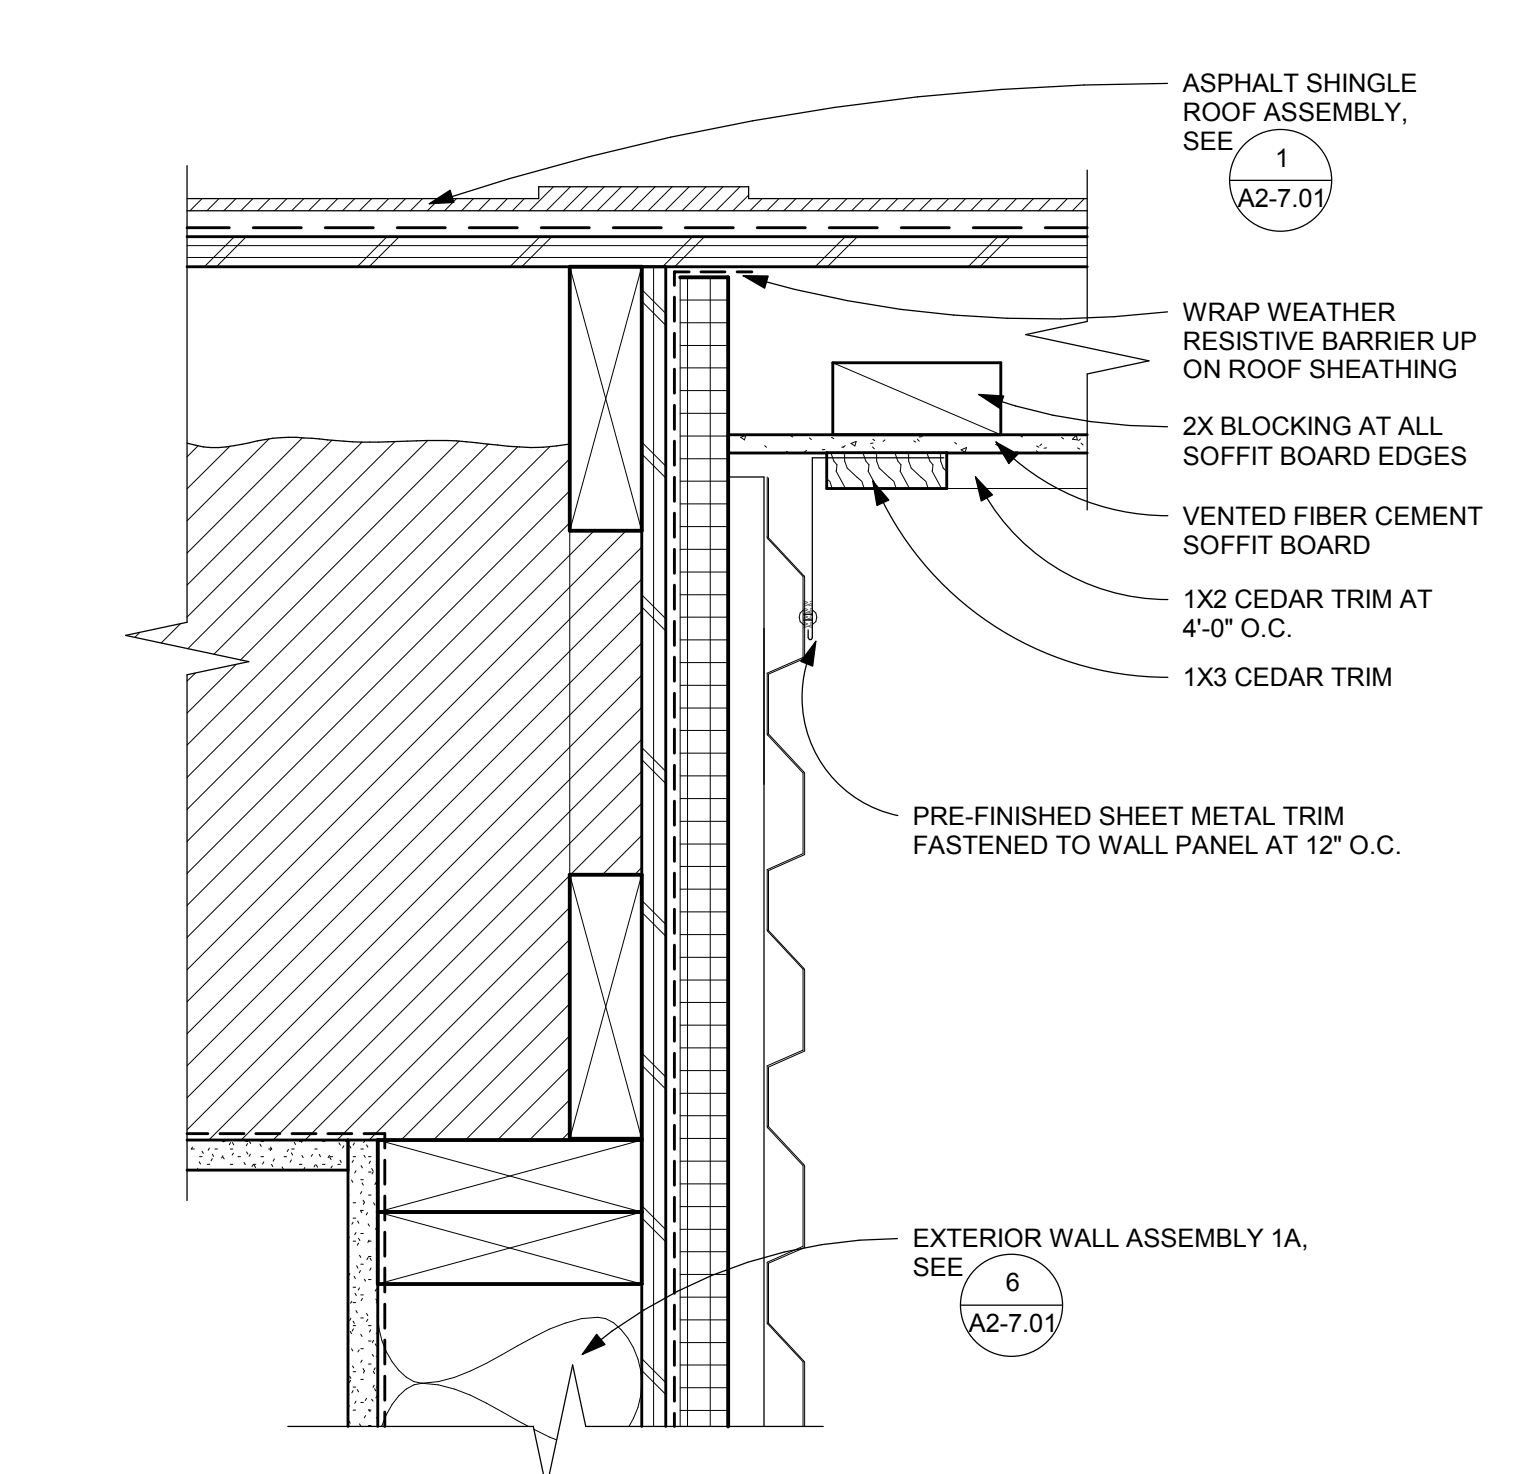 ASPHALT SHINGLE
ROOF ASSEMBLY,
SEE
1
A2-7.01
WRAP WEATHER
RESISTIVE BARRIER UP
ON ROOF SHEATHING
2X BLOCKING AT ALL
SOFFIT BOARD EDGES
VENTED FIBER CEMENT
SOFFIT BOARD
1X2 CEDAR TRIM AT
4'-0" O.C.
1X3 CEDAR TRIM
PRE-FINISHED SHEET METAL TRIM
FASTENED TO WALL PANEL AT 12" O.C.
EXTERIOR WALL ASSEMBLY 1A,
SEE
6
A2-7.01